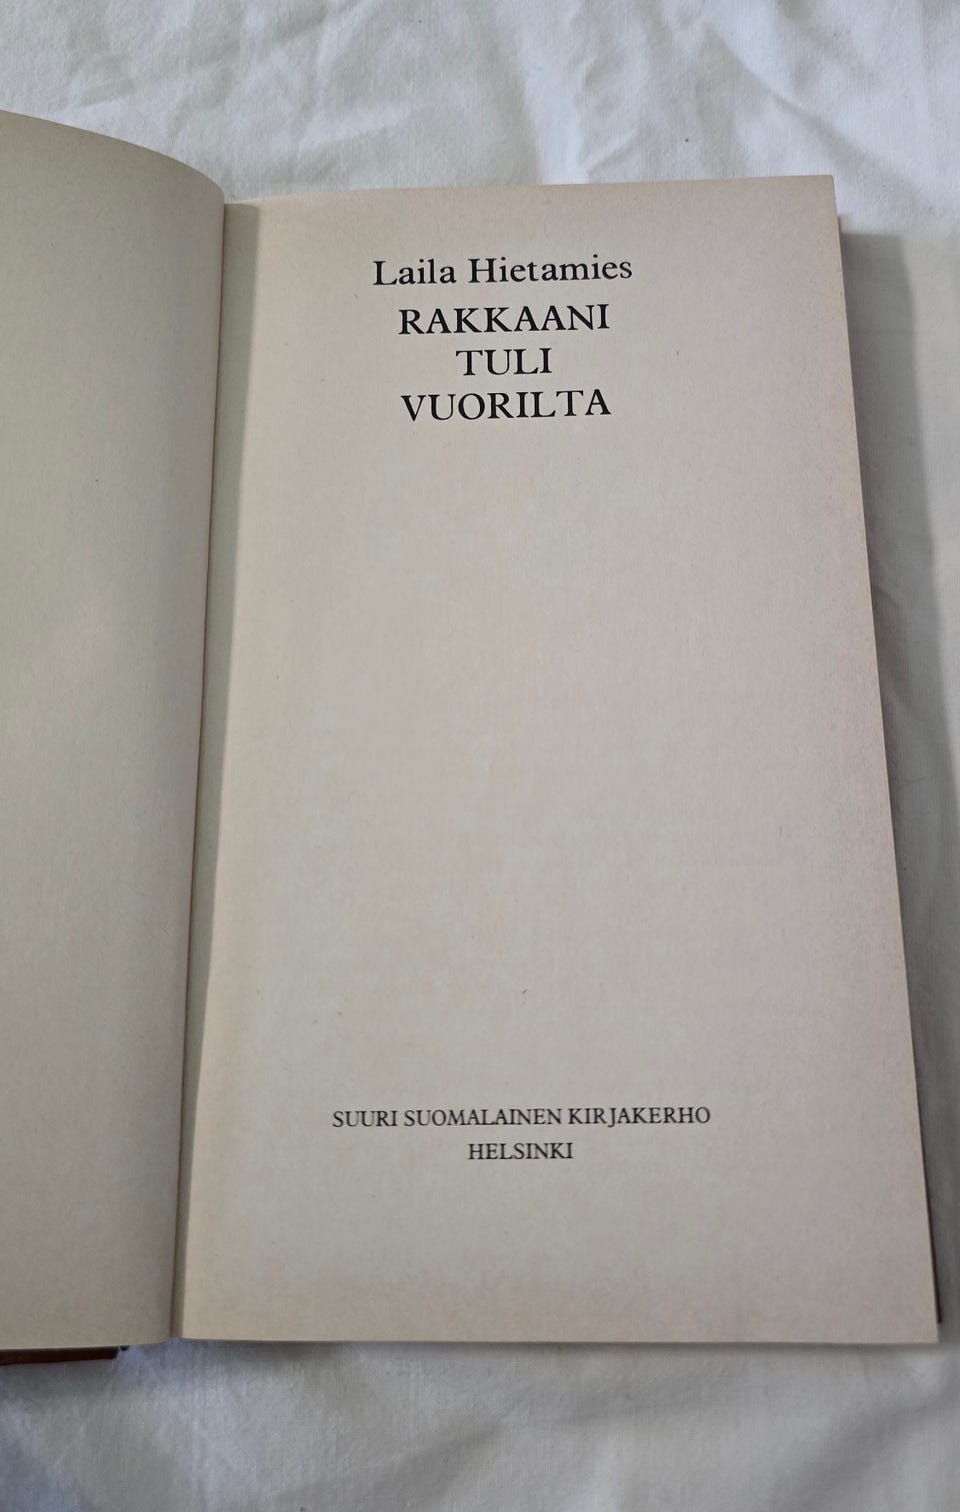 Laila Hietamies
RAKKAANI
TULI
VUORILTA
SUURI SUOMALAINEN KIRJAKERHO
HELSINKI